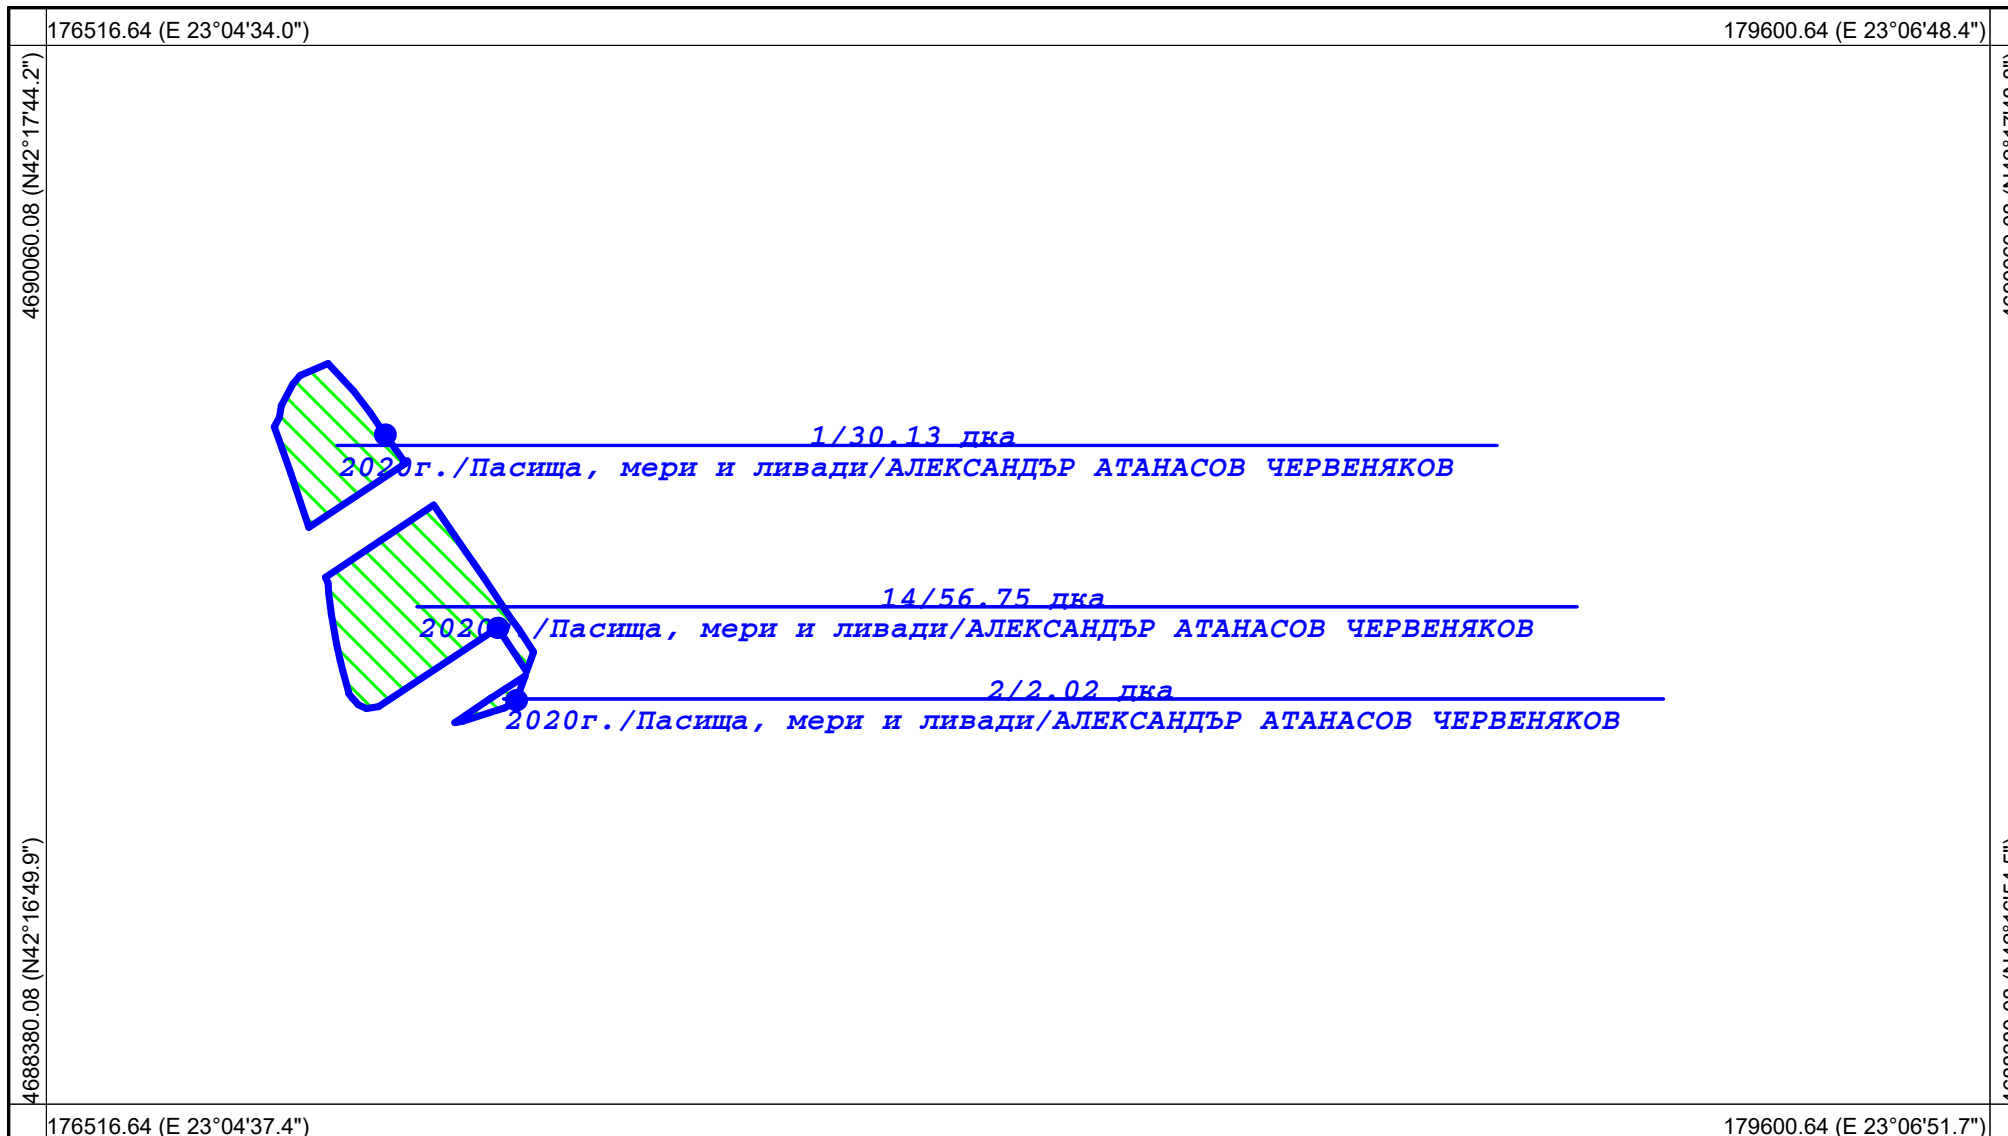 176516.64 (E 23°04'34.0") 179600.64 (E 23°06'48.4")
4690060.08 (N42°17'44.2")
1/30.13 дка
2020г./Пасища, мери и ливади/АЛЕКСАНДЪР АТАНАСОВ ЧЕРВЕНЯКОВ
14/56.75 дка
2020г./Пасища, мери и ливади/АЛЕКСАНДЪР АТАНАСОВ ЧЕРВЕНЯКОВ
2/2.02 дка
2020г./Пасища, мери и ливади/АЛЕКСАНДЪР АТАНАСОВ ЧЕРВЕНЯКОВ
4688380.08 (N42°16'49.9")
176516.64 (E 23°04'37.4") 179600.64 (E 23°06'51.7")